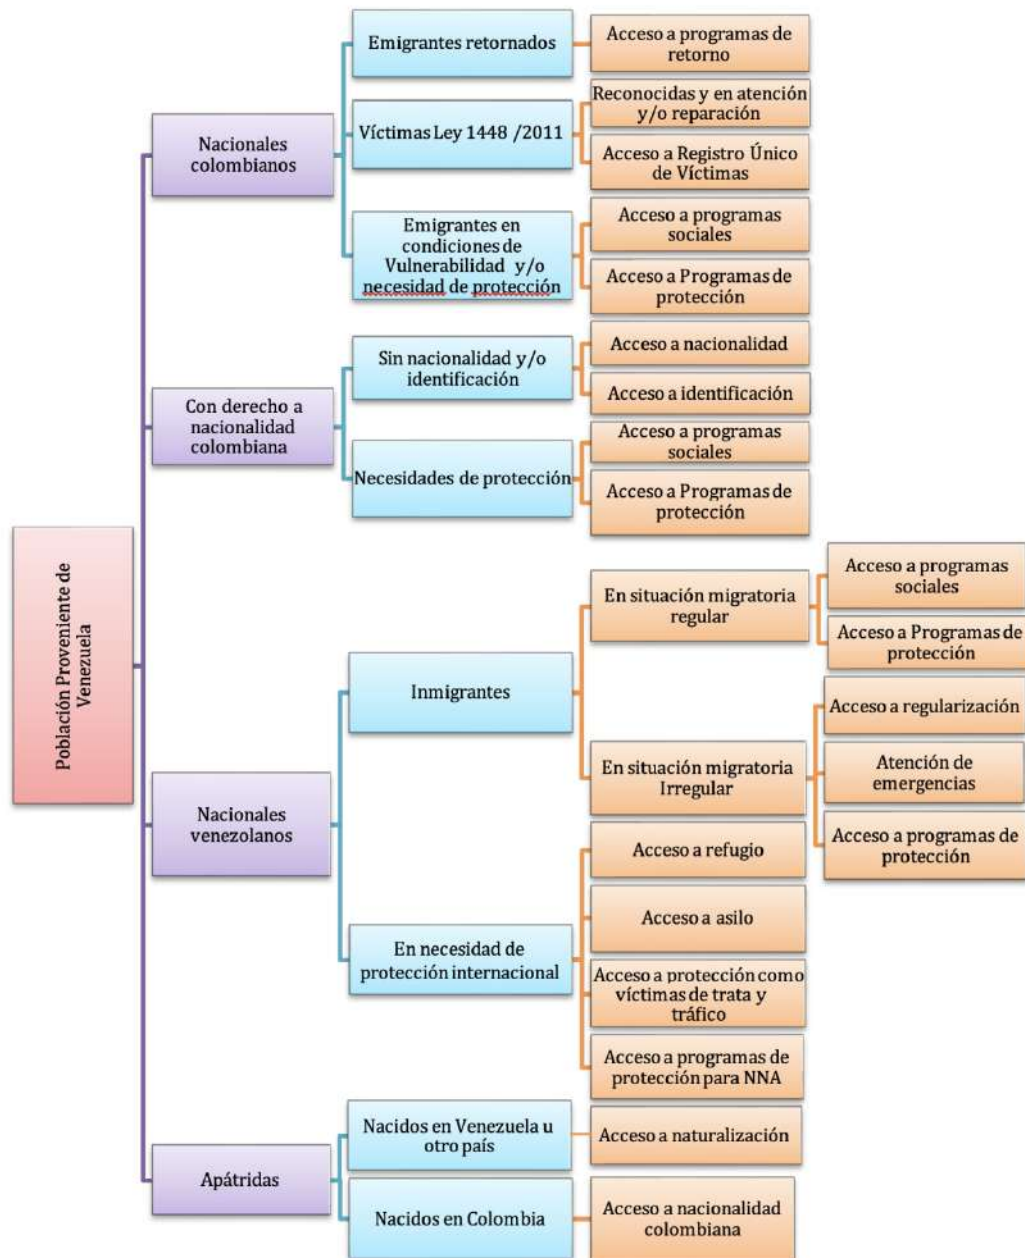 Población Proveniente de
Venezuela
Nacionales
colombianos
Emigrantes retornados
Acceso a programas de
retorno
Víctimas Ley 1448 /2011
Reconocidas y en atención
y/o reparación
Acceso a Registro Único
de Víctimas
Emigrantes en
condiciones de
Vulnerabilidad y/o
necesidad de protección
Acceso a programas
sociales
Acceso a Programas de
protección
Con derecho a
nacionalidad
colombiana
Sin nacionalidad y/o
identificación
Acceso a nacionalidad
Acceso a identificación
Necesidades de protección
Acceso a programas
sociales
Acceso a Programas de
protección
Nacionales
venezolanos
Inmigrantes
En situación migratoria
regular
Acceso a programas
sociales
Acceso a Programas de
protección
En situación migratoria
Irregular
Acceso a regularización
Atención de
emergencias
Acceso a programas de
protección
En necesidad de
protección internacional
Acceso a refugio
Acceso a asilo
Acceso a protección como
víctimas de trata y
tráfico
Acceso a programas de
protección para NNA
Apátridas
Nacidos en Venezuela u
otro país
Acceso a naturalización
Nacidos en Colombia
Acceso a nacionalidad
colombiana